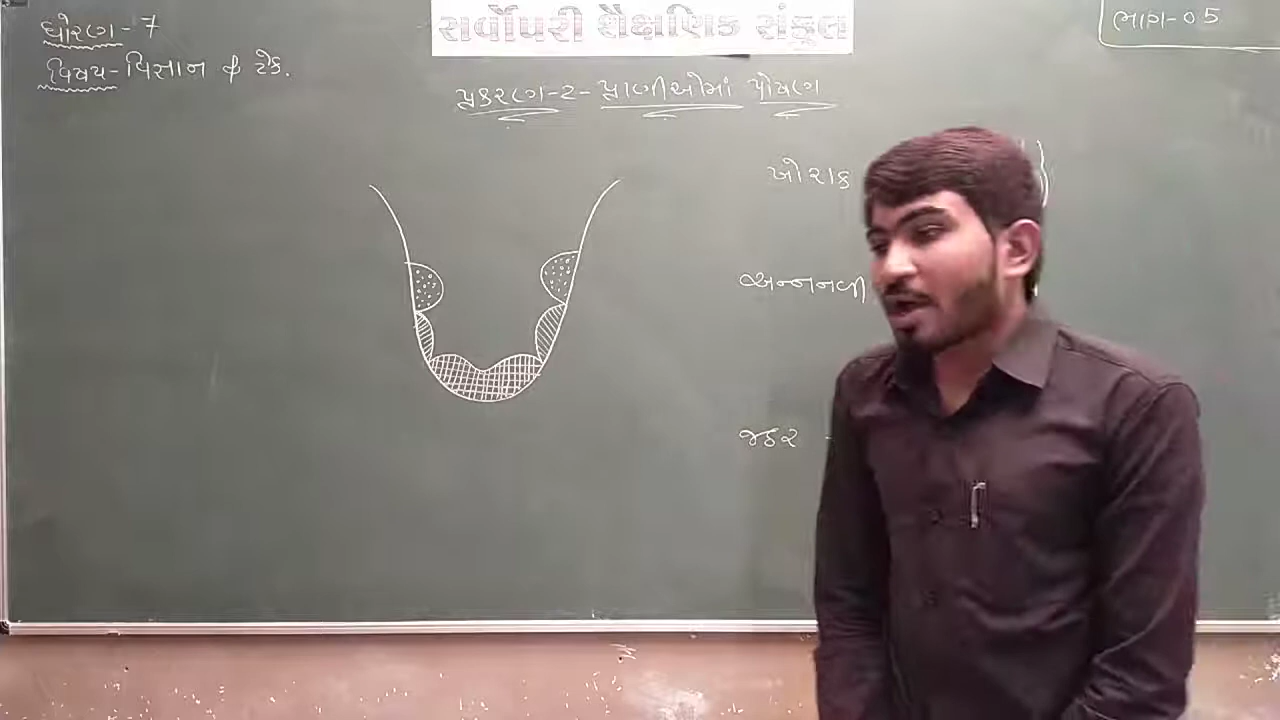 સર્વોપરી શૈક્ષણિક સંકુલ
ધોરણ-7
વિષય-વિજ્ઞાન & ટેક.
ભાગ-05
પ્રકરણ-2- પ્રાણીઓમાં પોષણ
ખોરાક
અન્નનળી
જઠર -